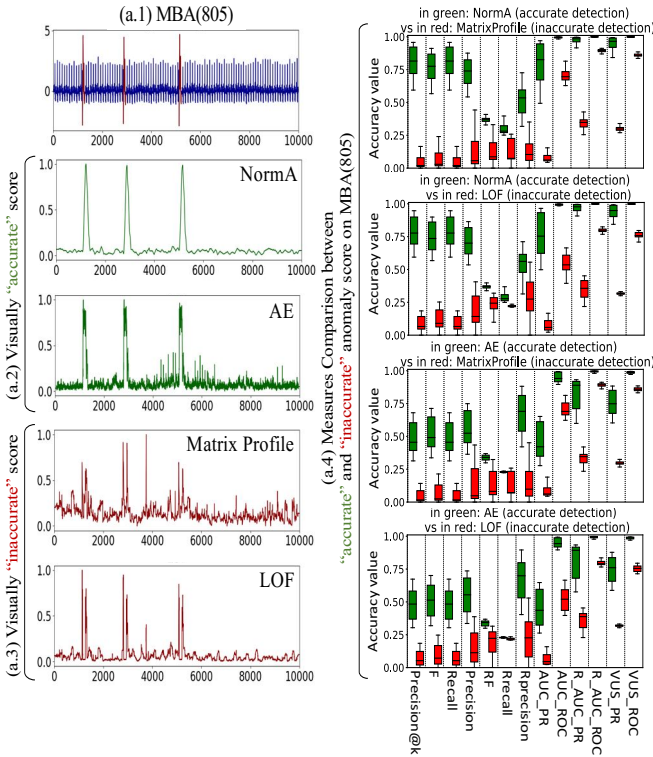 (a.1) MBA(805)
5
0
0
2000
4000
6000
8000
10000
(a.2) Visually “accurate” score
NormA
1.0
0.5
0.0
0
2000
4000
6000
8000
10000
AE
1.0
0.5
0.0
0
2000
4000
6000
8000
10000
(a.3) Visually “inaccurate” score
Matrix Profile
1.0
0.5
0.0
0
2000
4000
6000
8000
10000
LOF
1.0
0.5
0.0
0
2000
4000
6000
8000
10000
(a.4) Measures Comparison between
“accurate” and “inaccurate” anomaly score on MBA(805)
in green: NormA (accurate detection)
vs in red: MatrixProfile (inaccurate detection)
Accuracy value
1.00
0.75
0.50
0.25
0.00
in green: NormA (accurate detection)
vs in red: LOF (inaccurate detection)
Accuracy value
1.00
0.75
0.50
0.25
0.00
in green: AE (accurate detection)
vs in red: MatrixProfile (inaccurate detection)
Accuracy value
1.00
0.75
0.50
0.25
0.00
in green: AE (accurate detection)
vs in red: LOF (inaccurate detection)
Accuracy value
1.00
0.75
0.50
0.25
0.00
Precision@k
F
Recall
Precision
RF
Rrecall
Rprecision
AUC_PR
AUC_ROC
R_AUC_PR
R_AUC_ROC
VUS_PR
VUS_ROC